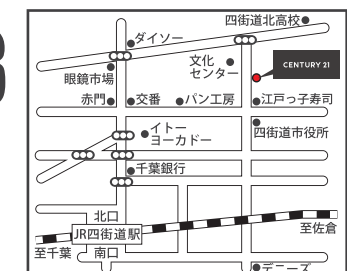 四街道北高校
ダイソー
文化
センター
CENTURY 21
眼鏡市場
赤門
交番
パン工房
江戸っ子寿司
イトー
ヨーカドー
四街道市役所
千葉銀行
北口
JR四街道駅
至佐倉
至千葉
南口
デニーズ